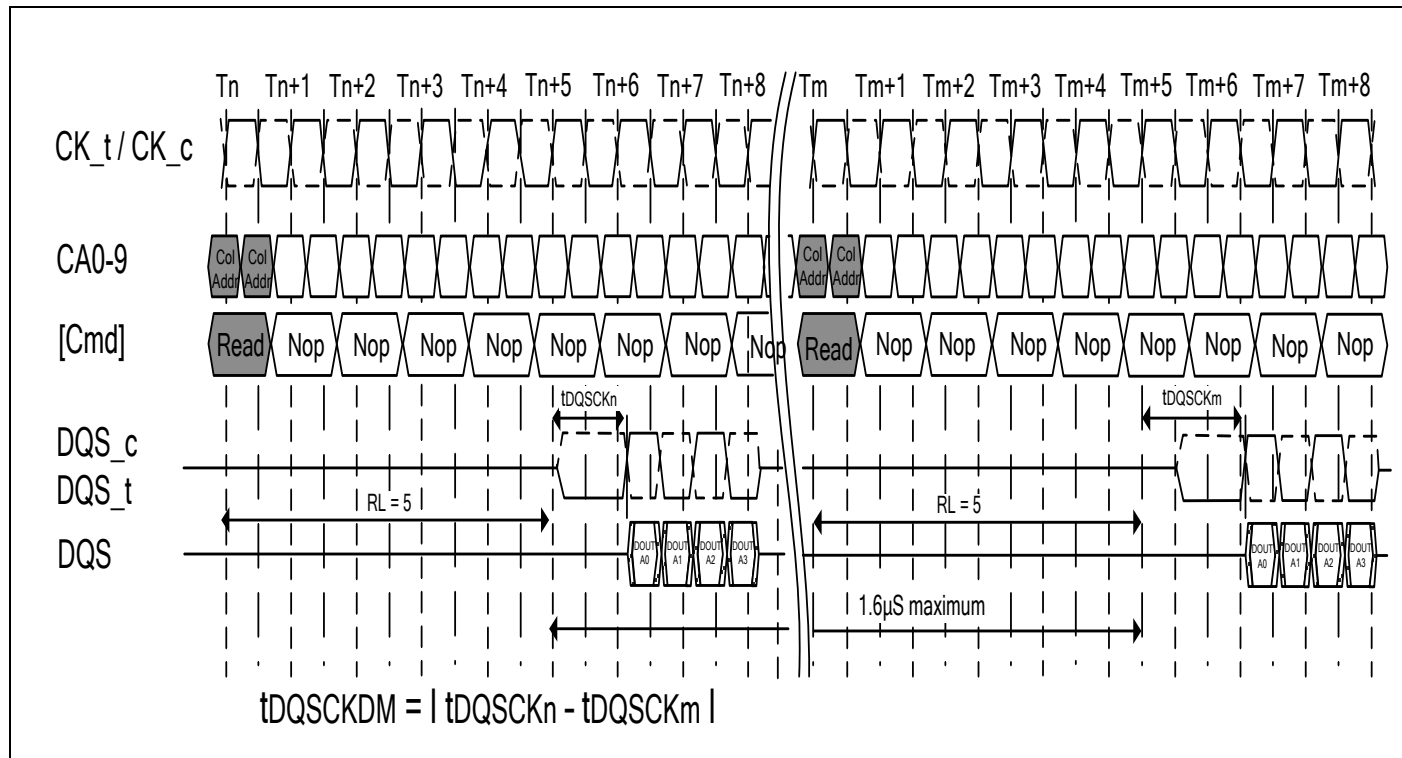 Tn Tn+1 Tn+2 Tn+3 Tn+4 Tn+5 Tn+6 Tn+7 Tn+8 Tm Tm+1 Tm+2 Tm+3 Tm+4 Tm+5 Tm+6 Tm+7 Tm+8
CK_t / CK_c
CA0-9 Col Addr Col Addr Col Addr Col Addr
[Cmd] Read Nop Nop Nop Nop Nop Nop Nop Nop Read Nop Nop Nop Nop Nop Nop Nop Nop
tDQSCKn tDQSCKm
DQS_c
DQS_t
RL = 5 RL = 5
DQS DOUT A0 DOUT A1 DOUT A2 DOUT A3 DOUT A0 DOUT A1 DOUT A2 DOUT A3
1.6µS maximum
tDQSCKDM = | tDQSCKn - tDQSCKm |